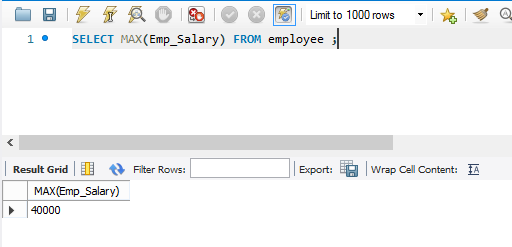 Limit to 1000 rows
1 SELECT MAX(Emp_Salary) FROM employee ;
Result Grid Filter Rows: Export: Wrap Cell Content: IA
MAX(Emp_Salary)
40000